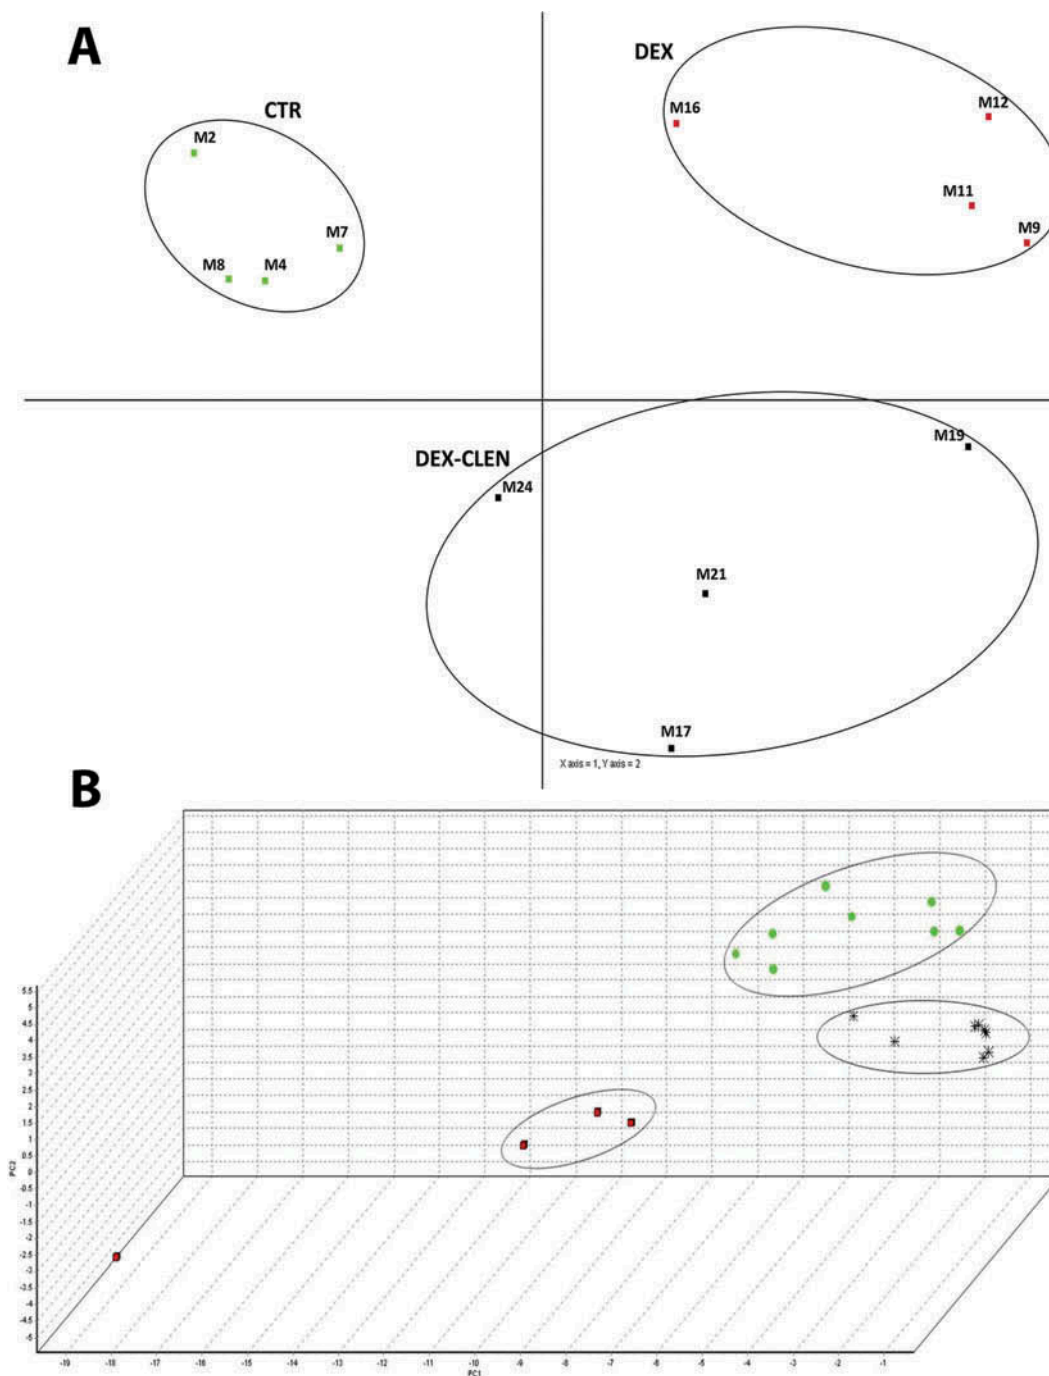 A
DEX
CTR
M16
M12
M2
M11
M7
M9
M8
M4
M19
DEX-CLEN
M24
M21
M17
X axis = 1, Y axis = 2
B
5.5
5
4.5
4
3.5
3
2.5
2
1.5
1
0.5
0
-0.5
-1
-1.5
-2
-2.5
-3
-3.5
-4
-4.5
-5
PC2
-19 -18 -17 -16 -15 -14 -13 -12 -11 -10 -9 -8 -7 -6 -5 -4 -3 -2 -1
PC1